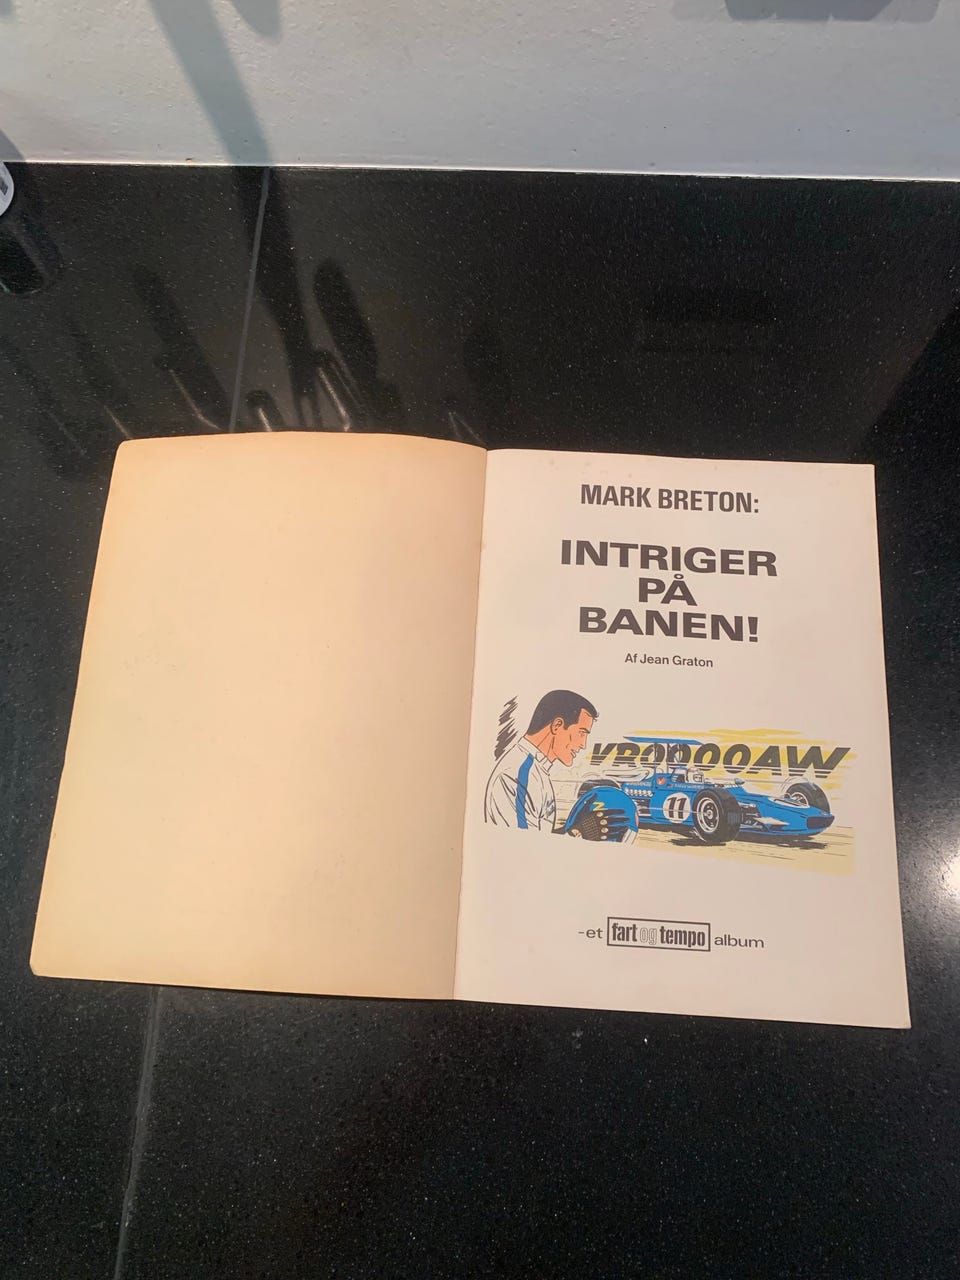 MARK BRETON:
INTRIGER
PÅ
BANEN!
Af Jean Graton
VROOOOAW
11
-et fart og tempo album